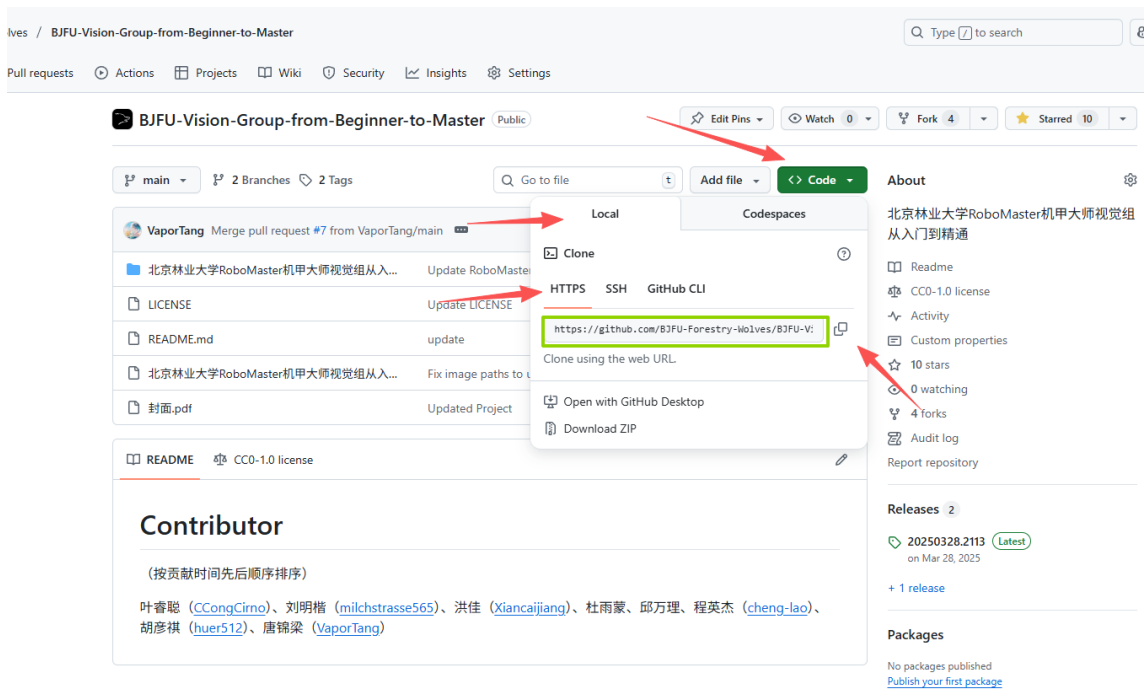 lves / BJFU-Vision-Group-from-Beginner-to-Master
Type / to search
Pull requests Actions Projects Wiki Security Insights Settings
BJFU-Vision-Group-from-Beginner-to-Master Public
Edit Pins Watch 0 Fork 4 Starred 10
main 2 Branches 2 Tags
Go to file t Add file <> Code
VaporTang Merge pull request #7 from VaporTang/main
北京林业大学RoboMaster机甲大师视觉组从入... Update RoboMaster
LICENSE Update LICENSE
README.md update
北京林业大学RoboMaster机甲大师视觉组从入... Fix image paths to u
封面.pdf Updated Project
Local Codespaces
Clone
HTTPS SSH GitHub CLI
https://github.com/BJFU-Forestry-Wolves/BJFU-Vi
Clone using the web URL.
Open with GitHub Desktop
Download ZIP
README CC0-1.0 license
Contributor
（按贡献时间先后顺序排序）
叶睿聪（CCongCirno）、刘明楷（milchstrasse565）、洪佳（Xiancaijiang）、杜雨蒙、邱万理、程英杰（cheng-lao）、
胡彦祺（huer512）、唐锦梁（VaporTang）
About
北京林业大学RoboMaster机甲大师视觉组
从入门到精通
Readme
CC0-1.0 license
Activity
Custom properties
10 stars
0 watching
4 forks
Audit log
Report repository
Releases 2
20250328.2113 Latest
on Mar 28, 2025
+ 1 release
Packages
No packages published
Publish your first package